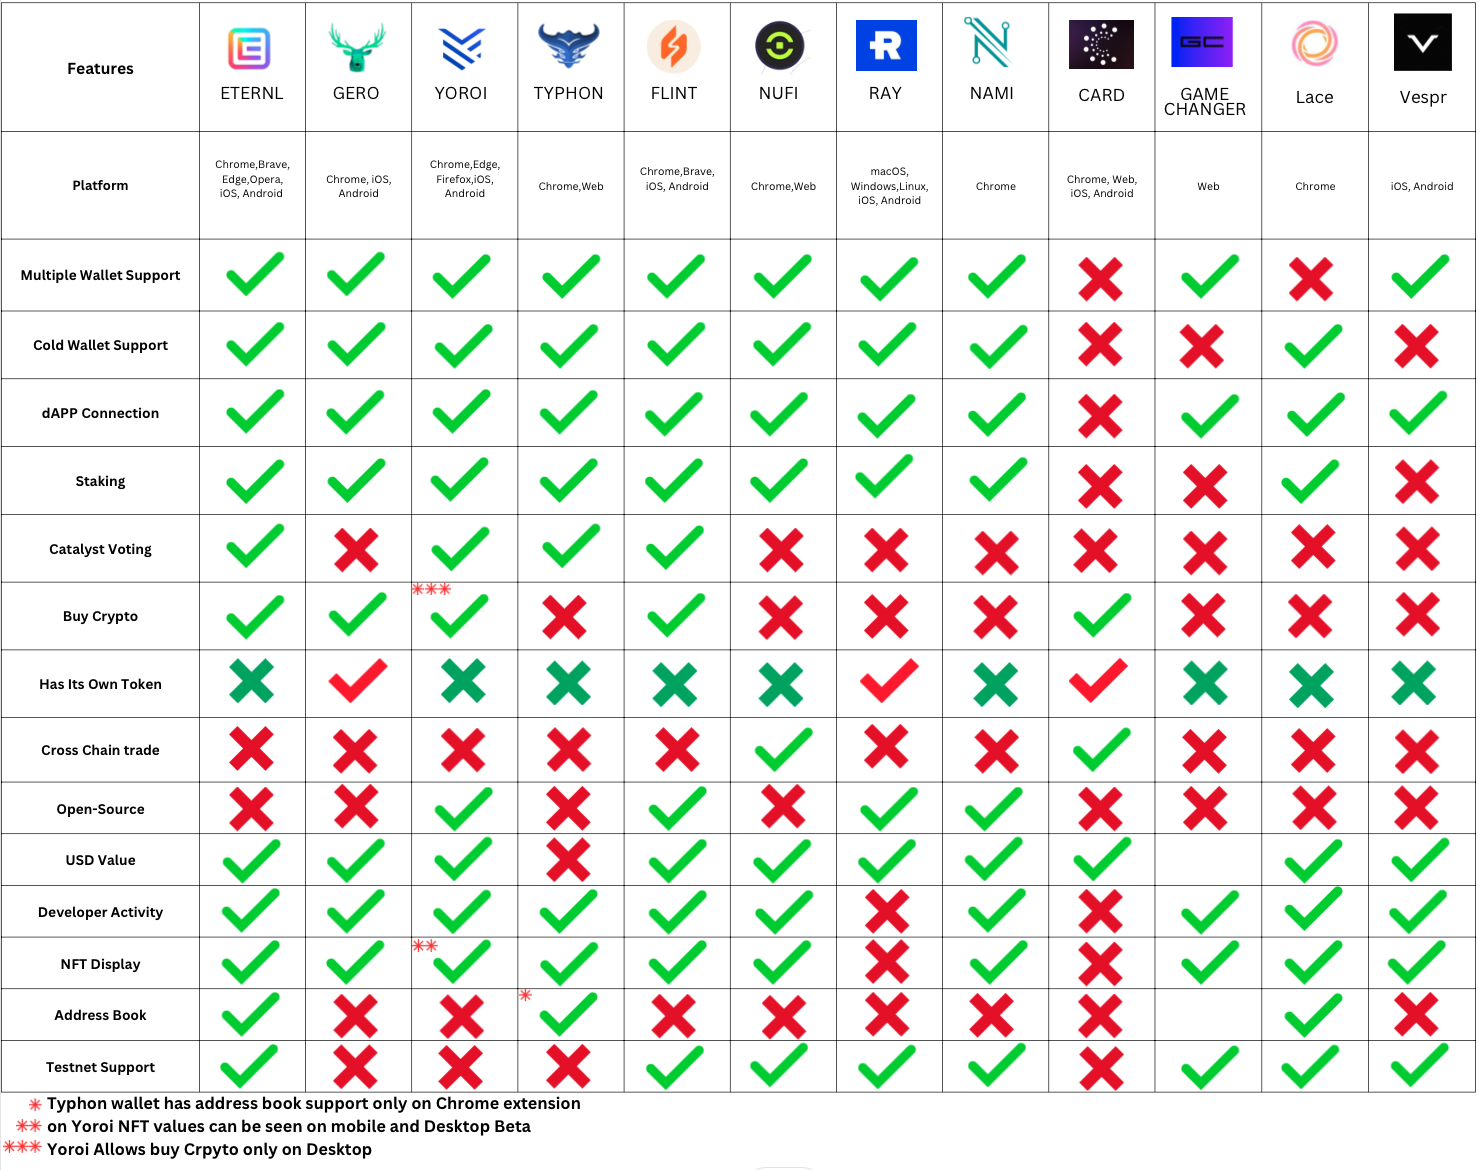 Features
ETERNL
GERO
YOROI
TYPHON
FLINT
NUFI
RAY
NAMI
CARD
GC
GAME
CHANGER
Lace
Vespr
Platform
Chrome,Brave,
Edge,Opera,
iOS, Android
Chrome, iOS,
Android
Chrome,Edge,
Firefox,iOS,
Android
Chrome,Web
Chrome,Brave,
iOS, Android
Chrome,Web
macOS,
Windows,Linux,
iOS, Android
Chrome
Chrome, Web,
iOS, Android
Web
Chrome
iOS, Android
Multiple Wallet Support
Cold Wallet Support
dAPP Connection
Staking
Catalyst Voting
Buy Crypto
***
Has Its Own Token
Cross Chain trade
Open-Source
USD Value
Developer Activity
NFT Display
**
Address Book
*
Testnet Support
* Typhon wallet has address book support only on Chrome extension
** on Yoroi NFT values can be seen on mobile and Desktop Beta
*** Yoroi Allows buy Crpyto only on Desktop